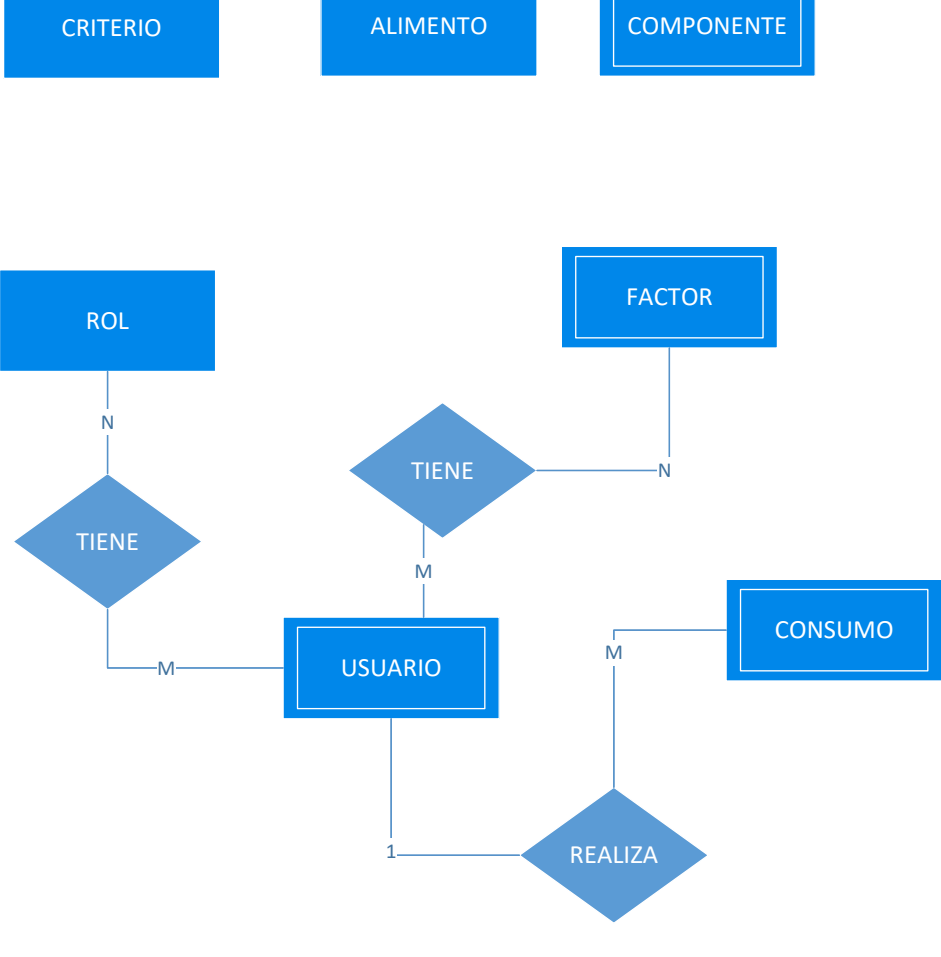 CRITERIO
ALIMENTO
COMPONENTE
FACTOR
ROL
N
TIENE
N
TIENE
M
CONSUMO
M
USUARIO
M
1
REALIZA